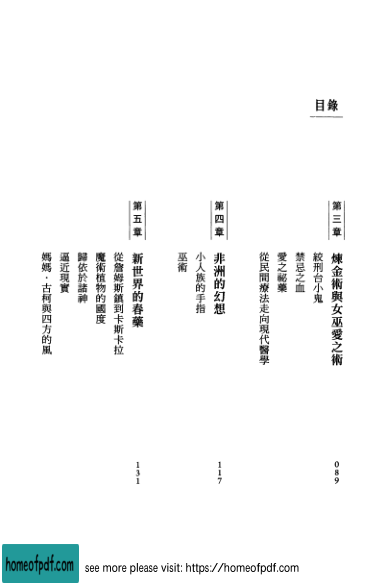 目錄
第三章
煉金術與女巫愛之術
絞刑台小鬼
禁忌之血
愛之祕藥
從民間療法走向現代醫學
089
第四章
非洲的幻想
小人族的手指
巫術
117
第五章
新世界的春藥
從詹姆斯鎮到卡斯卡拉
魔術植物的國度
歸依於諸神
逼近現實
媽媽·古柯與四方的風
131
homeofpdf.com
see more please visit: https://homeofpdf.com